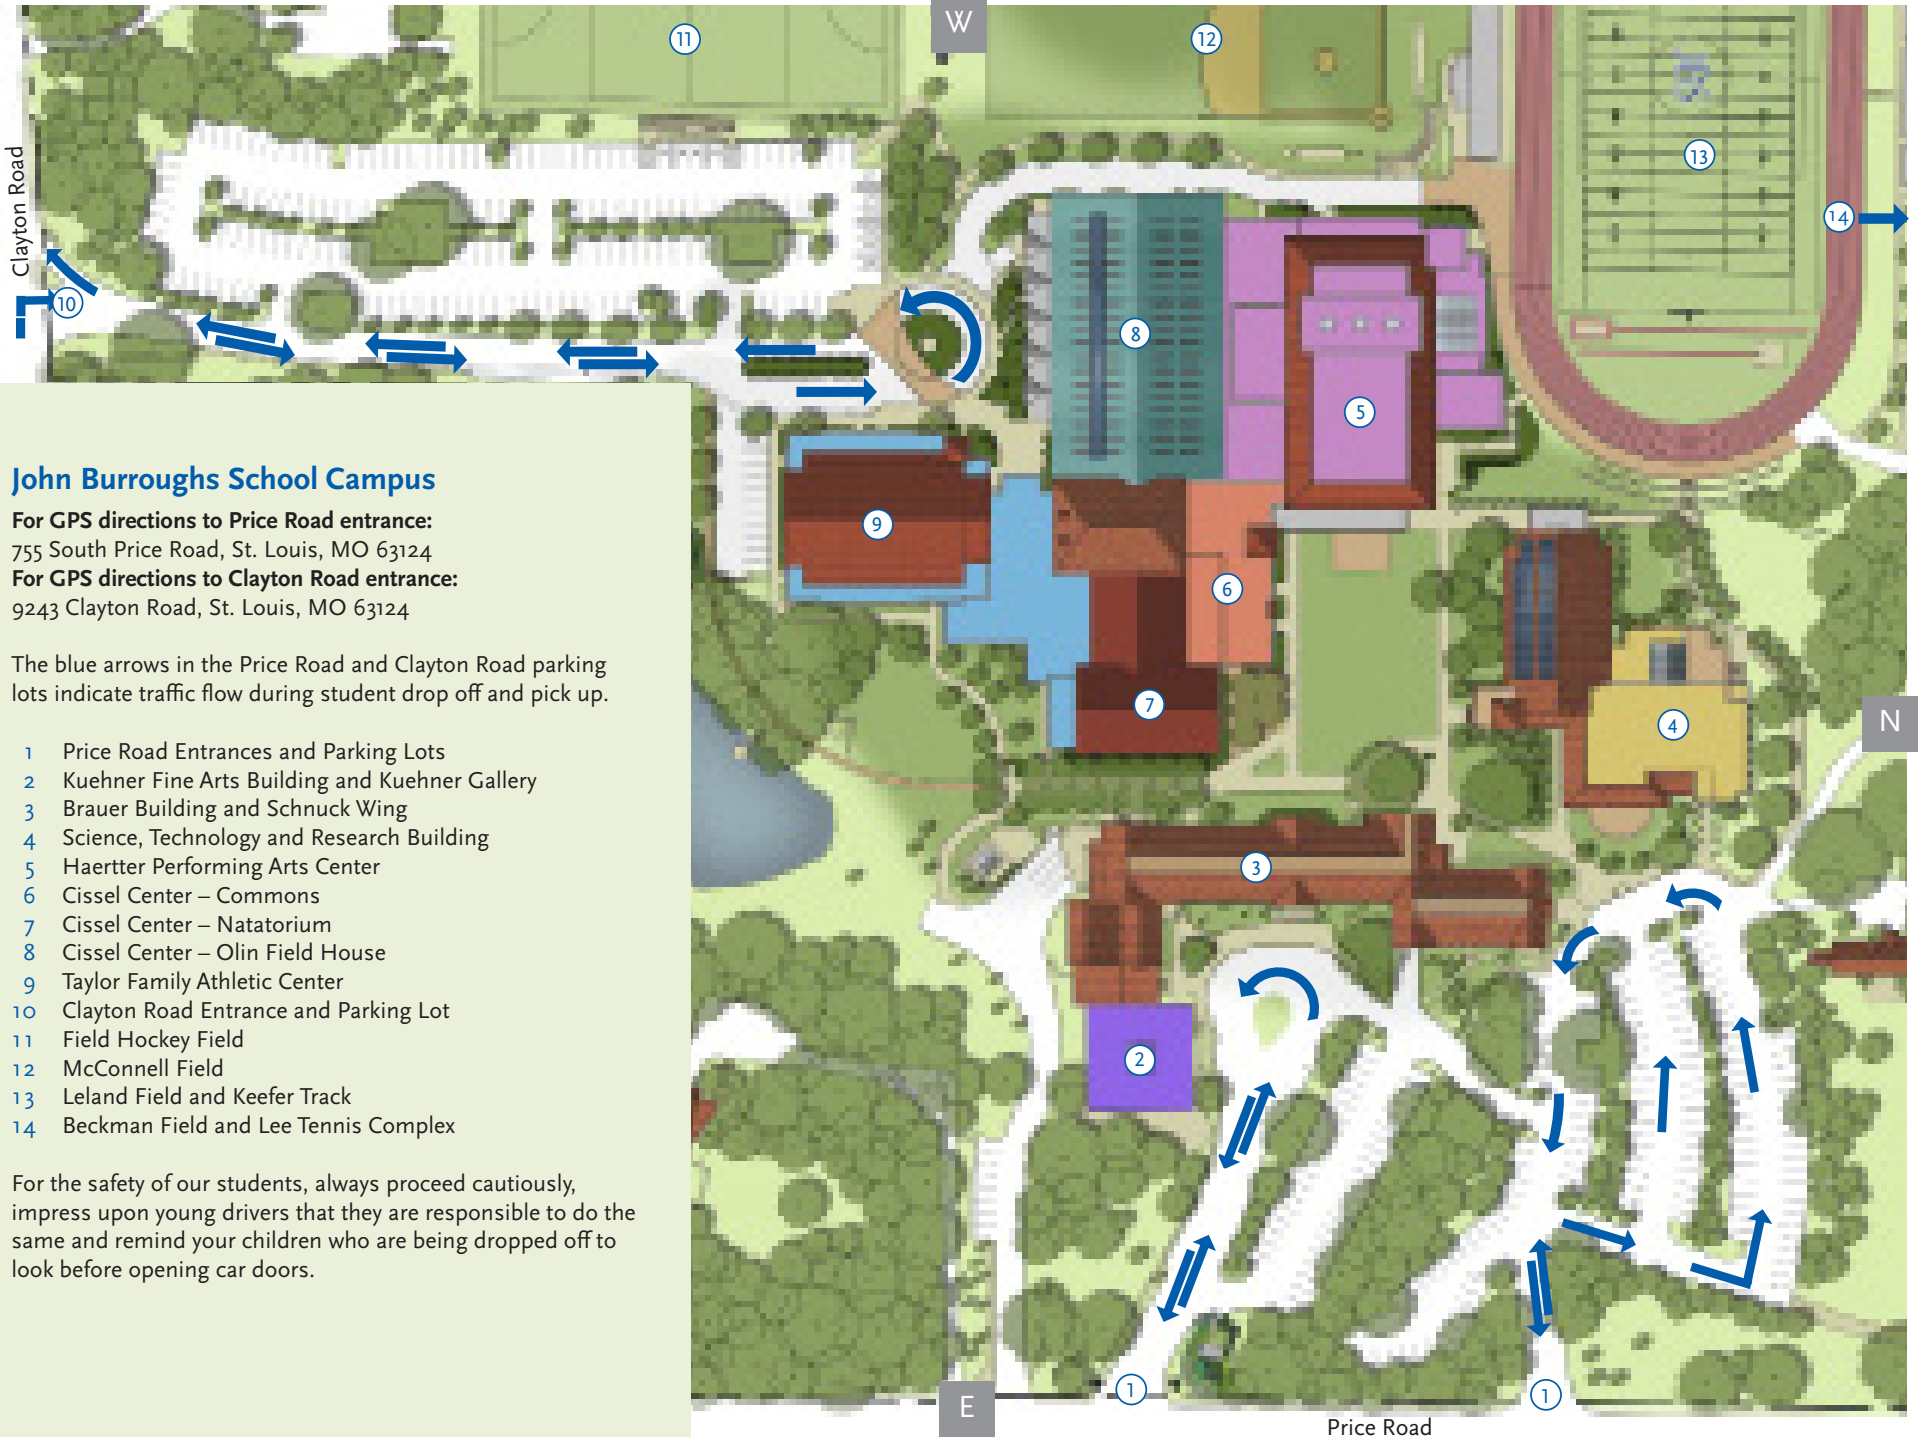 W
11
12
13
14
Clayton Road
10
8
5
9
6
7
4
N
3
2
1
1
E
Price Road
John Burroughs School Campus
For GPS directions to Price Road entrance:
755 South Price Road, St. Louis, MO 63124
For GPS directions to Clayton Road entrance:
9243 Clayton Road, St. Louis, MO 63124
The blue arrows in the Price Road and Clayton Road parking
lots indicate traffic flow during student drop off and pick up.
1 Price Road Entrances and Parking Lots
2 Kuehner Fine Arts Building and Kuehner Gallery
3 Brauer Building and Schnuck Wing
4 Science, Technology and Research Building
5 Haertter Performing Arts Center
6 Cissel Center – Commons
7 Cissel Center – Natatorium
8 Cissel Center – Olin Field House
9 Taylor Family Athletic Center
10 Clayton Road Entrance and Parking Lot
11 Field Hockey Field
12 McConnell Field
13 Leland Field and Keefer Track
14 Beckman Field and Lee Tennis Complex
For the safety of our students, always proceed cautiously,
impress upon young drivers that they are responsible to do the
same and remind your children who are being dropped off to
look before opening car doors.